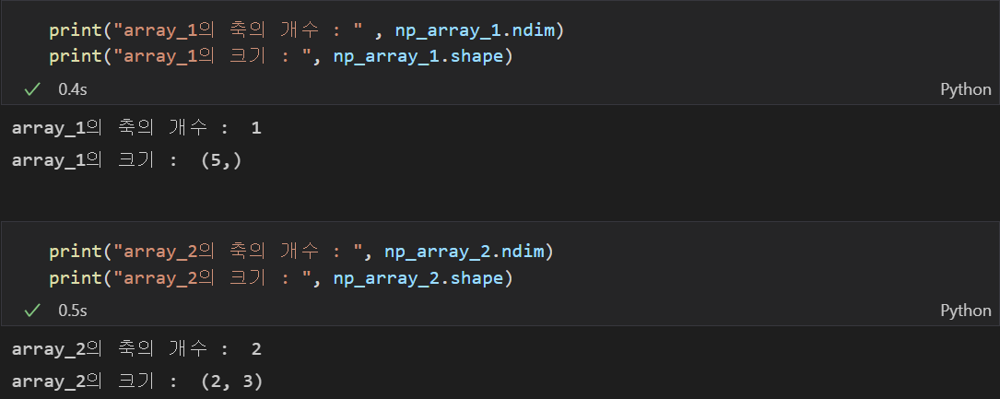 print("array_1의 축의 개수 : " , np_array_1.ndim)
print("array_1의 크기 : ", np_array_1.shape)
0.4s
Python
array_1의 축의 개수 :  1
array_1의 크기 :  (5,)
print("array_2의 축의 개수 : ", np_array_2.ndim)
print("array_2의 크기 : ", np_array_2.shape)
0.5s
Python
array_2의 축의 개수 :  2
array_2의 크기 :  (2, 3)